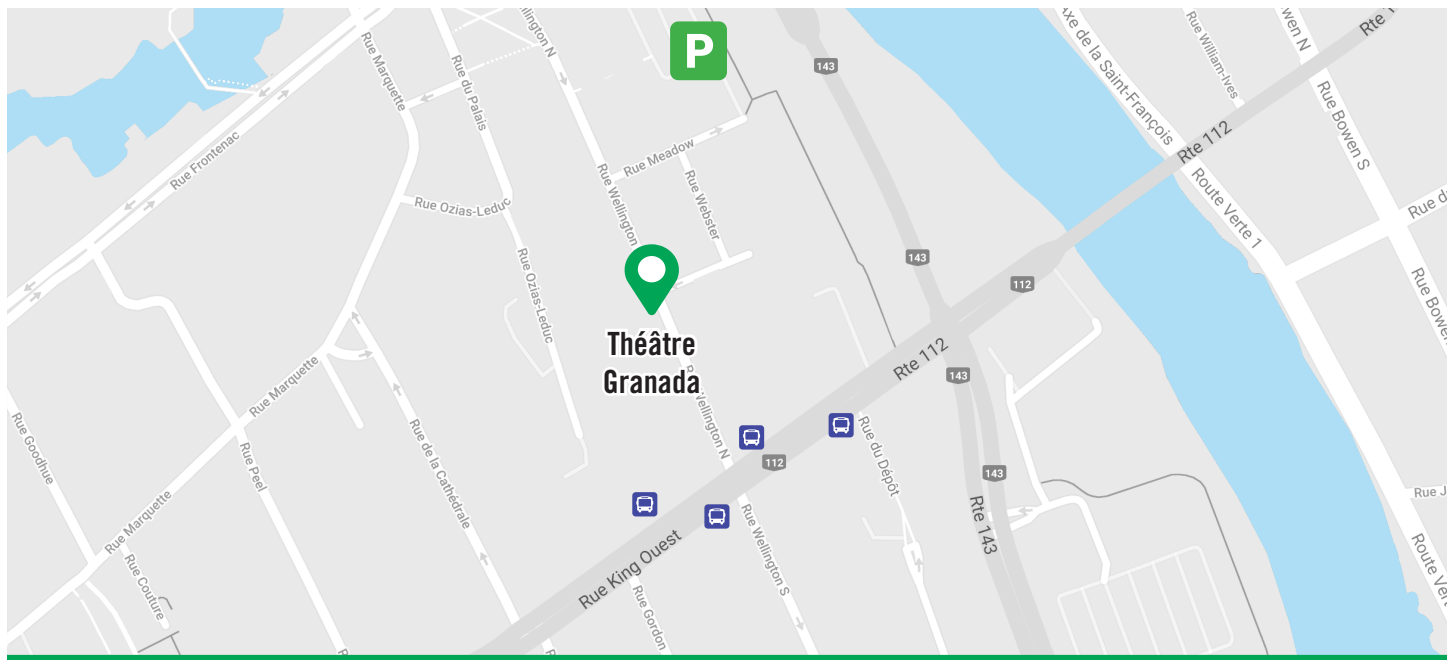 Rte 1
Wellington N
P
Bowen N
Axe de la Saint-François
Rue William-Ives
Rue Marquette
143
Rue du Palais
Rue Bowen S
Rte 112
Rue Frontenac
Rue Meadow
Rue Wellington
Rue Webster
Rue Ozias-Leduc
Route Verte 1
143
112
Rue Ozias-Leduc
Rue Bow
Théâtre
Granada
Rte 112
143
Rue Marquette
Wellington N
Rue Goodhue
Rue Peel
Rue de la Cathédrale
112
Rue du Dépôt
143
Rue J
Rue Marquette
Rte 143
Rue Wellington S
Rue King Ouest
Rue Couture
Rue Gordon
Route Ver